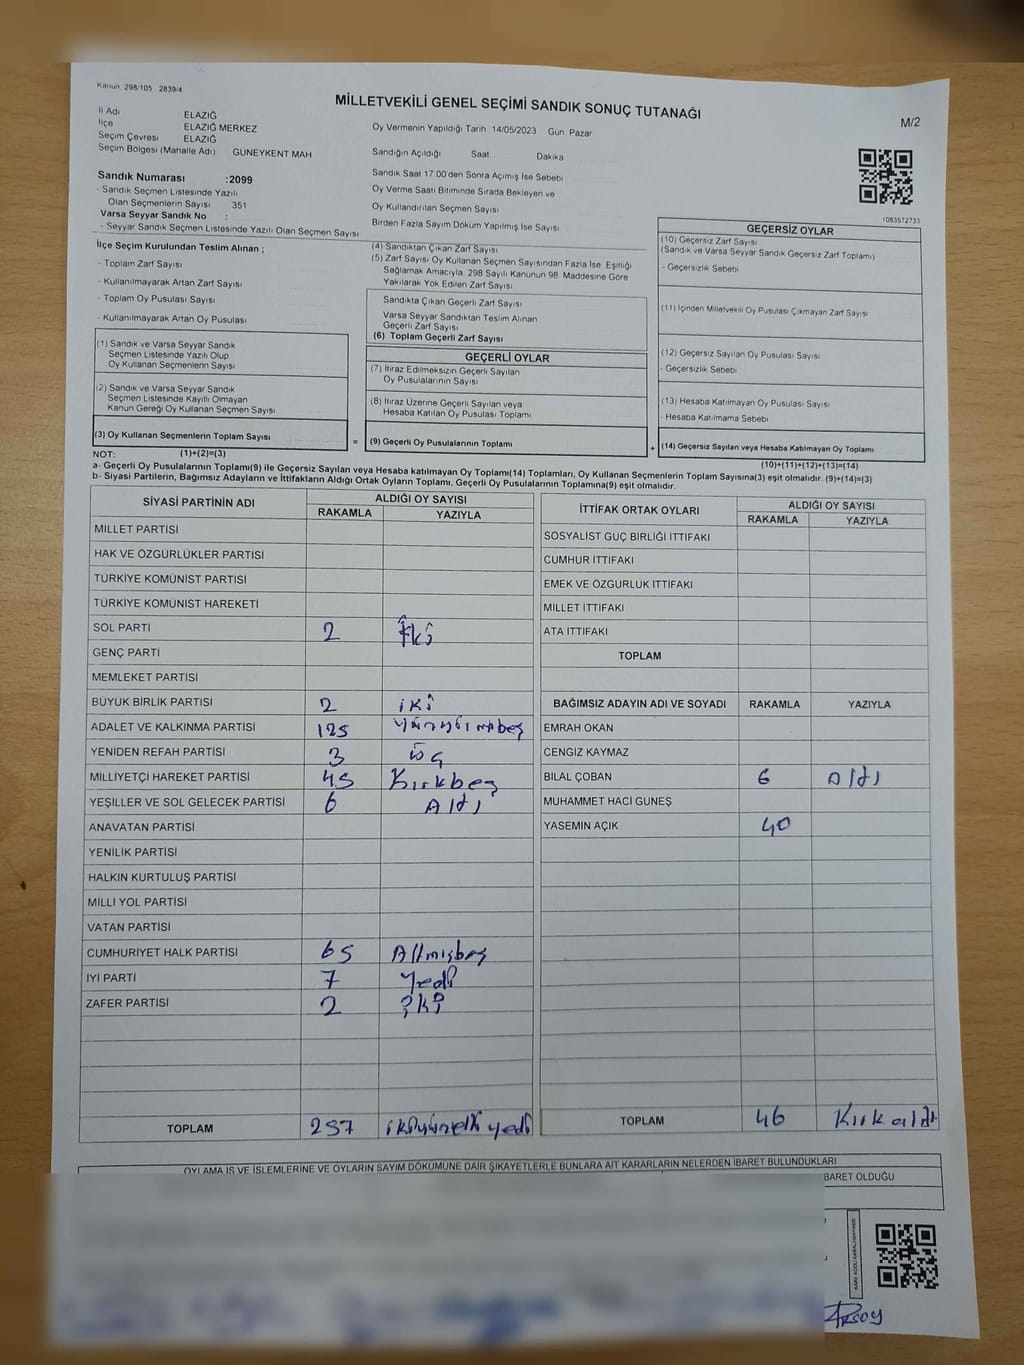 Kanun: 298/105 , 2839/4
MİLLETVEKİLİ GENEL SEÇİMİ SANDIK SONUÇ TUTANAĞI
M/2
İl Adı ELAZIĞ
İlçe ELAZIĞ MERKEZ
Seçim Çevresi ELAZIĞ
Seçim Bölgesi (Mahalle Adı) GÜNEYKENT MAH
Sandık Numarası :2099
- Sandık Seçmen Listesinde Yazılı
Olan Seçmenlerin Sayısı : 351
Varsa Seyyar Sandık No :
- Seyyar Sandık Seçmen Listesinde Yazılı Olan Seçmen Sayısı
Oy Vermenin Yapıldığı Tarih 14/05/2023 Gün: Pazar
Sandığın Açıldığı Saat Dakika
Sandık Saat 17:00'den Sonra Açımış İse Sebebi
Oy Verme Saati Bitiminde Sırada Bekleyen ve
Oy Kullandırılan Seçmen Sayısı
Birden Fazla Sayım Döküm Yapılmış İse Sayısı
1083572733
İlçe Seçim Kurulundan Teslim Alınan ;
- Toplam Zarf Sayısı
- Kullanılmayarak Artan Zarf Sayısı
- Toplam Oy Pusulası Sayısı
- Kullanılmayarak Artan Oy Pusulası
(1) Sandık ve Varsa Seyyar Sandık
Seçmen Listesinde Yazılı Olup
Oy Kullanan Seçmenlerin Sayısı
(2) Sandık ve Varsa Seyyar Sandık
Seçmen Listesinde Kayıtlı Olmayan
Kanun Gereği Oy Kullanan Seçmen Sayısı
(3) Oy Kullanan Seçmenlerin Toplam Sayısı =
(1)+(2)=(3)
(4) Sandıktan Çıkan Zarf Sayısı
(5) Zarf Sayısı Oy Kullanan Seçmen Sayısından Fazla İse, Eşitliği
Sağlamak Amacıyla, 298 Sayılı Kanunun 98. Maddesine Göre
Yakılarak Yok Edilen Zarf Sayısı
Sandıkta Çıkan Geçerli Zarf Sayısı
Varsa Seyyar Sandıktan Teslim Alınan
Geçerli Zarf Sayısı
(6) Toplam Geçerli Zarf Sayısı
GEÇERLİ OYLAR
(7) İtiraz Edilmeksizin Geçerli Sayılan
Oy Pusulalarının Sayısı
(8) İtiraz Üzerine Geçerli Sayılan veya
Hesaba Katılan Oy Pusulası Toplamı
(9) Geçerli Oy Pusulalarının Toplamı +
GEÇERSİZ OYLAR
(10) Geçersiz Zarf Sayısı
(Sandık ve Varsa Seyyar Sandık Geçersiz Zarf Toplamı)
- Geçersizlik Sebebi
(11) İçinden Milletvekili Oy Pusulası Çıkmayan Zarf Sayısı
(12) Geçersiz Sayılan Oy Pusulası Sayısı
- Geçersizlik Sebebi
(13) Hesaba Katılmayan Oy Pusulası Sayısı
- Hesaba Katılmama Sebebi
(14) Geçersiz Sayılan veya Hesaba Katılmayan Oy Toplamı
(10)+(11)+(12)+(13)=(14)
NOT:
a- Geçerli Oy Pusulalarının Toplamı(9) ile Geçersiz Sayılan veya Hesaba katılmayan Oy Toplamı(14) Toplamları, Oy Kullanan Seçmenlerin Toplam Sayısına(3) eşit olmalıdır. (9)+(14)=(3)
b- Siyasi Partilerin, Bağımsız Adayların ve İttifakların Aldığı Ortak Oyların Toplamı, Geçerli Oy Pusulalarının Toplamına(9) eşit olmalıdır.
SİYASİ PARTİNİN ADI ALDIĞI OY SAYISI
RAKAMLA YAZIYLA
MİLLET PARTİSİ
HAK VE ÖZGÜRLÜKLER PARTİSİ
TÜRKİYE KOMÜNİST PARTİSİ
TÜRKİYE KOMÜNİST HAREKETİ
SOL PARTİ 2 İki
GENÇ PARTİ
MEMLEKET PARTİSİ
BÜYÜK BİRLİK PARTİSİ 2 iki
ADALET VE KALKINMA PARTİSİ 125 yüzyirmibeş
YENİDEN REFAH PARTİSİ 3 üç
MİLLİYETÇİ HAREKET PARTİSİ 45 Kırkbeş
YEŞİLLER VE SOL GELECEK PARTİSİ 6 Altı
ANAVATAN PARTİSİ
YENİLİK PARTİSİ
HALKIN KURTULUŞ PARTİSİ
MİLLİ YOL PARTİSİ
VATAN PARTİSİ
CUMHURİYET HALK PARTİSİ 65 Altmışbeş
İYİ PARTİ 7 Yedi
ZAFER PARTİSİ 2 İki
TOPLAM 257 ikiyüzelli yedi
İTTİFAK ORTAK OYLARI ALDIĞI OY SAYISI
RAKAMLA YAZIYLA
SOSYALİST GÜÇ BİRLİĞİ İTTİFAKI
CUMHUR İTTİFAKI
EMEK VE ÖZGÜRLÜK İTTİFAKI
MİLLET İTTİFAKI
ATA İTTİFAKI
TOPLAM
BAĞIMSIZ ADAYIN ADI VE SOYADI RAKAMLA YAZIYLA
EMRAH OKAN
CENGİZ KAYMAZ
BİLAL ÇOBAN 6 Altı
MUHAMMET HACI GÜNEŞ
YASEMİN AÇIK 40
TOPLAM 46 Kırkaltı
OYLAMA İŞ VE İŞLEMLERİNE VE OYLARIN SAYIM DÖKÜMÜNE DAİR ŞİKAYETLERLE BUNLARA AİT KARARLARIN NELERDEN İBARET BULUNDUKLARI
BARET OLDUĞU